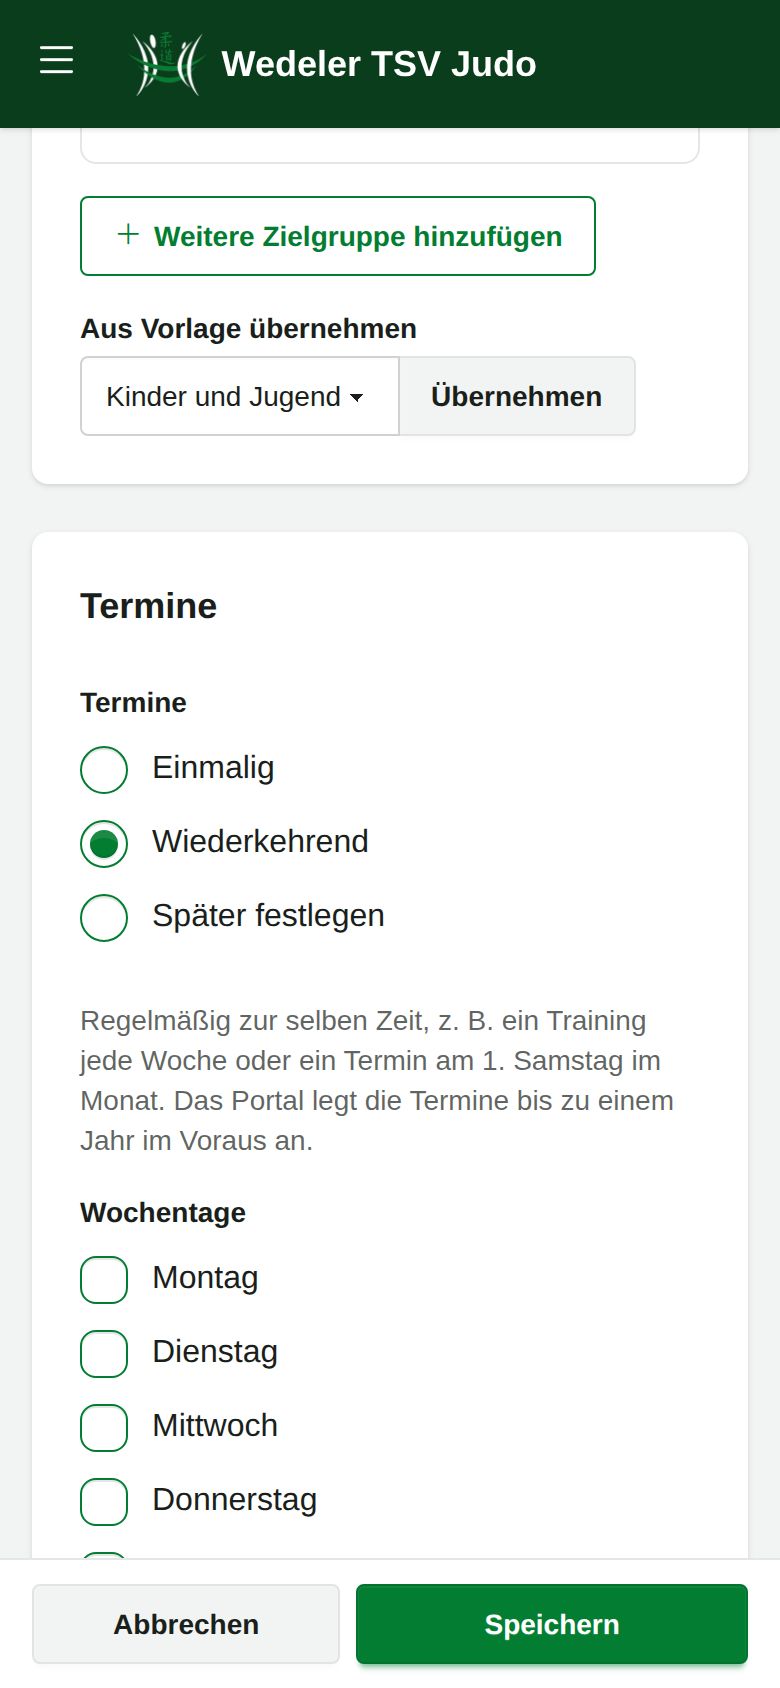 柔道
Wedeler TSV Judo
Weitere Zielgruppe hinzufügen
Aus Vorlage übernehmen
Kinder und Jugend
Übernehmen
Termine
Termine
Einmalig
Wiederkehrend
Später festlegen
Regelmäßig zur selben Zeit, z. B. ein Training
jede Woche oder ein Termin am 1. Samstag im
Monat. Das Portal legt die Termine bis zu einem
Jahr im Voraus an.
Wochentage
Montag
Dienstag
Mittwoch
Donnerstag
Abbrechen
Speichern